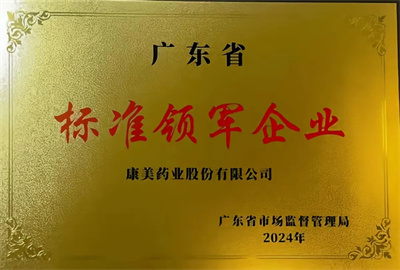 广东省
标准领军企业
康美药业股份有限公司
广东省市场监督管理局
2024年